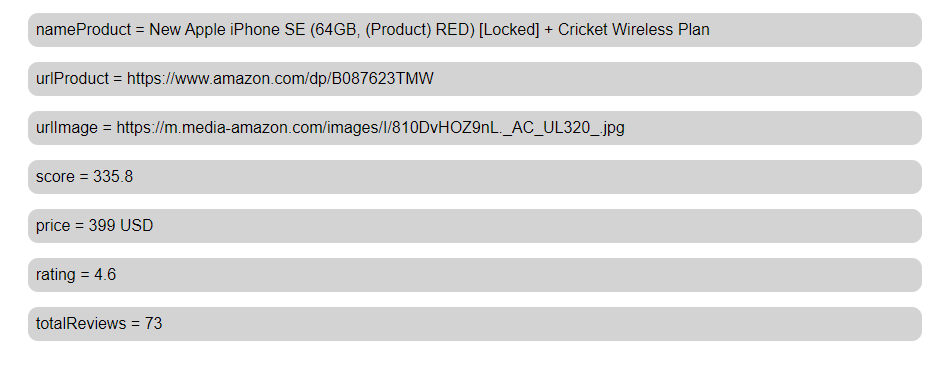 nameProduct = New Apple iPhone SE (64GB, (Product) RED) [Locked] + Cricket Wireless Plan
urlProduct = https://www.amazon.com/dp/B087623TMW
urlImage = https://m.media-amazon.com/images/I/810DvHOZ9nL._AC_UL320_.jpg
score = 335.8
price = 399 USD
rating = 4.6
totalReviews = 73